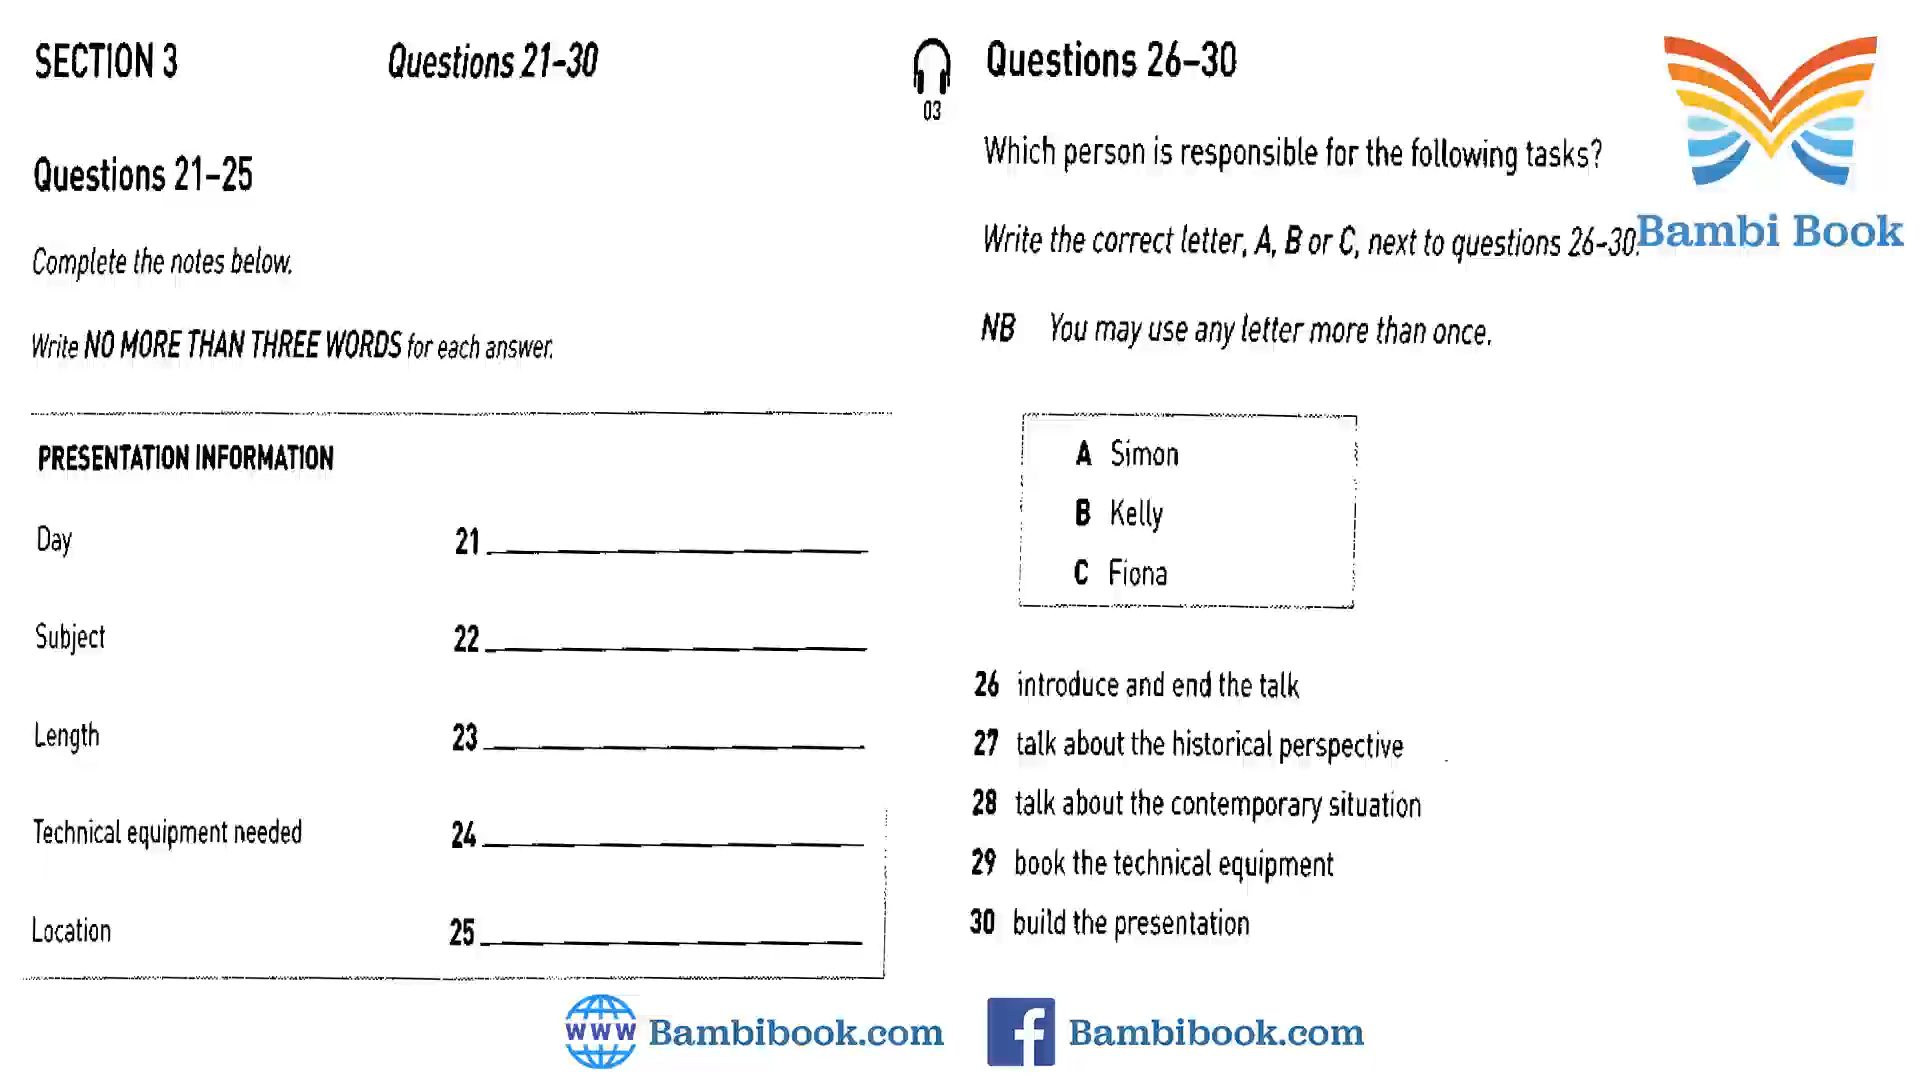 SECTION 3 Questions 21–30
03
Questions 21–25
Complete the notes below.
Write NO MORE THAN THREE WORDS for each answer.
PRESENTATION INFORMATION
Day 21
Subject 22
Length 23
Technical equipment needed 24
Location 25
Questions 26–30
Which person is responsible for the following tasks?
Write the correct letter, A, B or C, next to questions 26–30.
NB You may use any letter more than once.
A Simon
B Kelly
C Fiona
26 introduce and end the talk
27 talk about the historical perspective
28 talk about the contemporary situation
29 book the technical equipment
30 build the presentation
Bambi Book
www Bambibook.com
f Bambibook.com